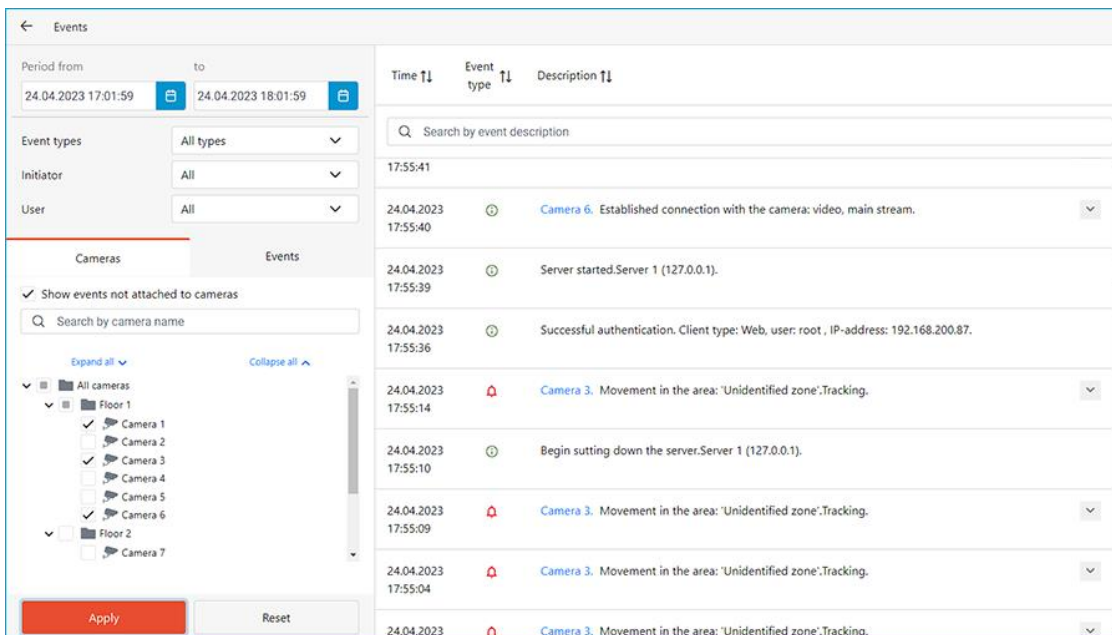 Events
Period from to
24.04.2023 17:01:59 24.04.2023 18:01:59
Event types All types
Initiator All
User All
Cameras Events
Show events not attached to cameras
Search by camera name
Expand all Collapse all
All cameras
Floor 1
Camera 1
Camera 2
Camera 3
Camera 4
Camera 5
Camera 6
Floor 2
Camera 7
Apply Reset
Time Event type Description
Search by event description
17:55:41
24.04.2023 Camera 6. Established connection with the camera: video, main stream.
17:55:40
24.04.2023 Server started.Server 1 (127.0.0.1).
17:55:39
24.04.2023 Successful authentication. Client type: Web, user: root , IP-address: 192.168.200.87.
17:55:36
24.04.2023 Camera 3. Movement in the area: 'Unidentified zone'.Tracking.
17:55:14
24.04.2023 Begin sutting down the server.Server 1 (127.0.0.1).
17:55:10
24.04.2023 Camera 3. Movement in the area: 'Unidentified zone'.Tracking.
17:55:09
24.04.2023 Camera 3. Movement in the area: 'Unidentified zone'.Tracking.
17:55:04
24.04.2023 Camera 3. Movement in the area: 'Unidentified zone'.Tracking.